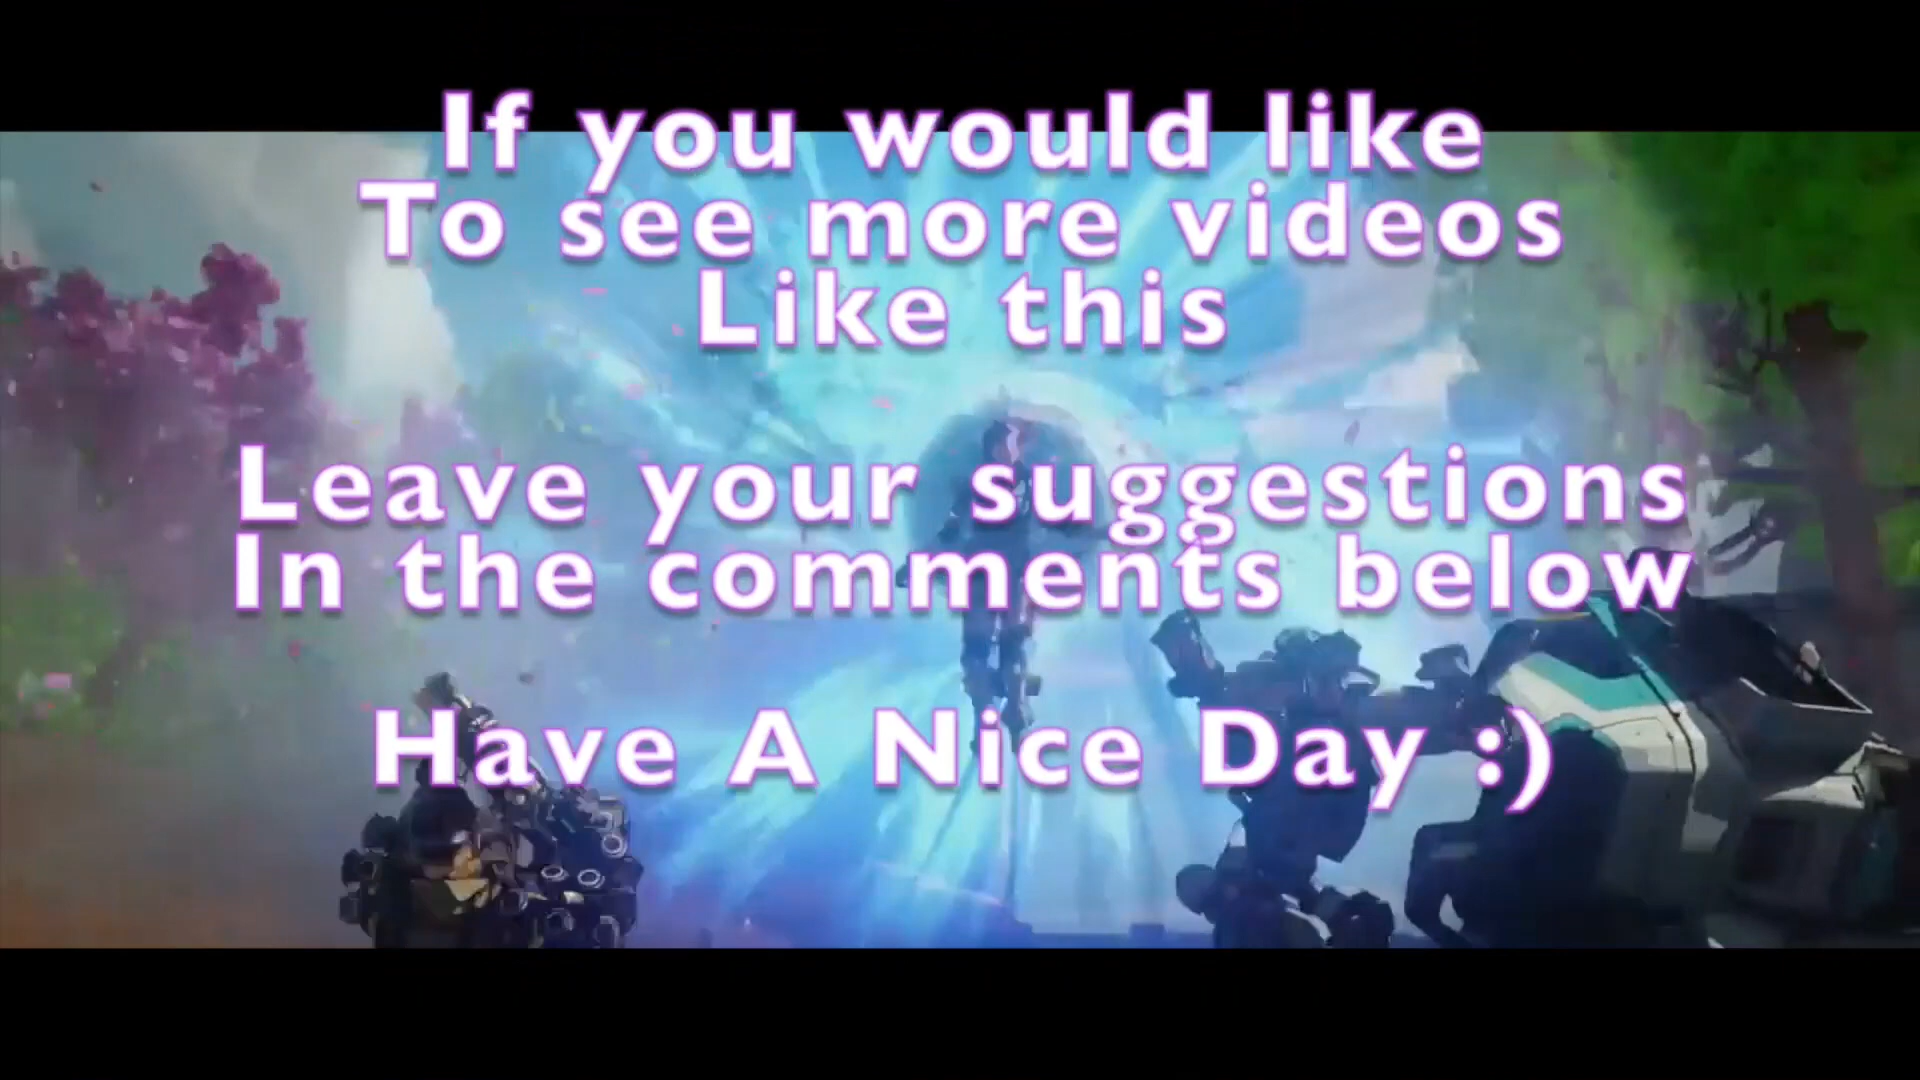 If you would like
To see more videos
Like this
Leave your suggestions
In the comments below
Have A Nice Day :)